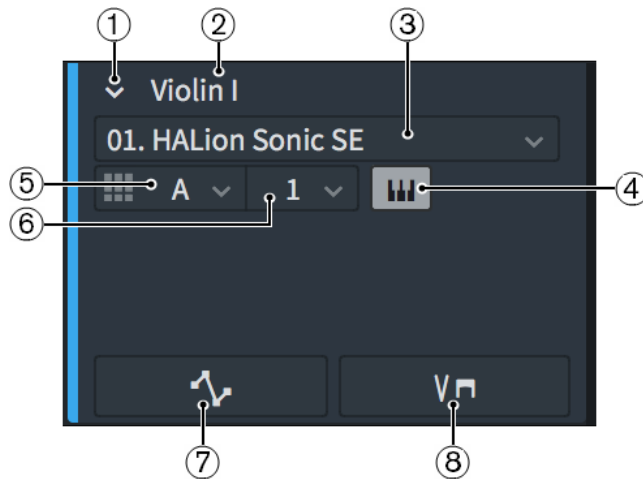 ① ② ③
Violin I
01. HALion Sonic SE
⑤ A 1 ④
⑥
V
⑦ ⑧